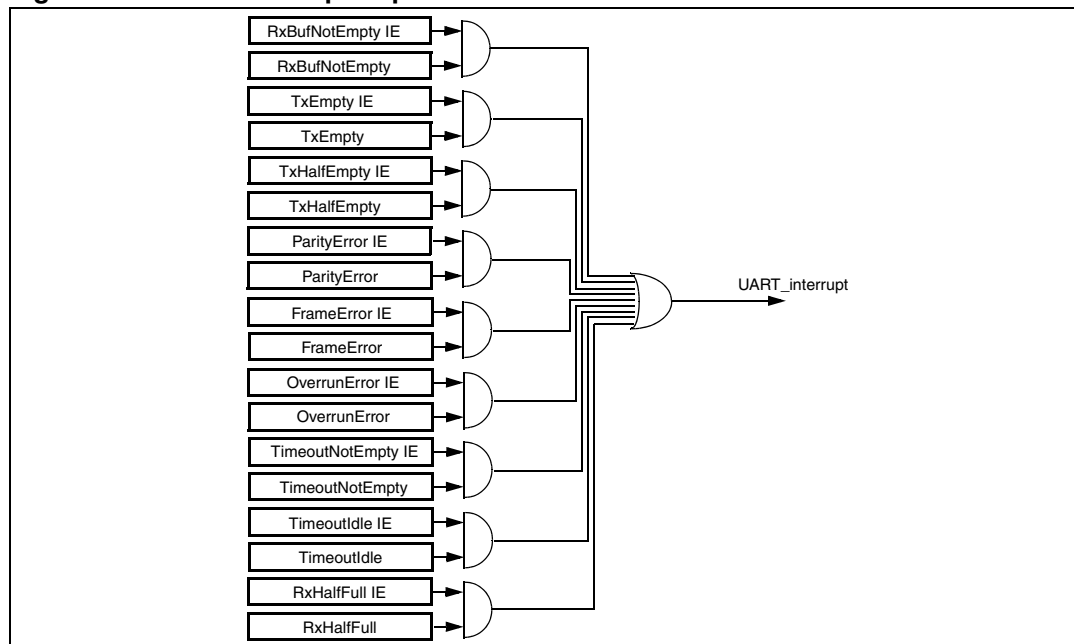 RxBufNotEmpty IE
RxBufNotEmpty
TxEmpty IE
TxEmpty
TxHalfEmpty IE
TxHalfEmpty
ParityError IE
ParityError
FrameError IE
FrameError
OverrunError IE
OverrunError
TimeoutNotEmpty IE
TimeoutNotEmpty
TimeoutIdle IE
TimeoutIdle
RxHalfFull IE
RxHalfFull
UART_interrupt